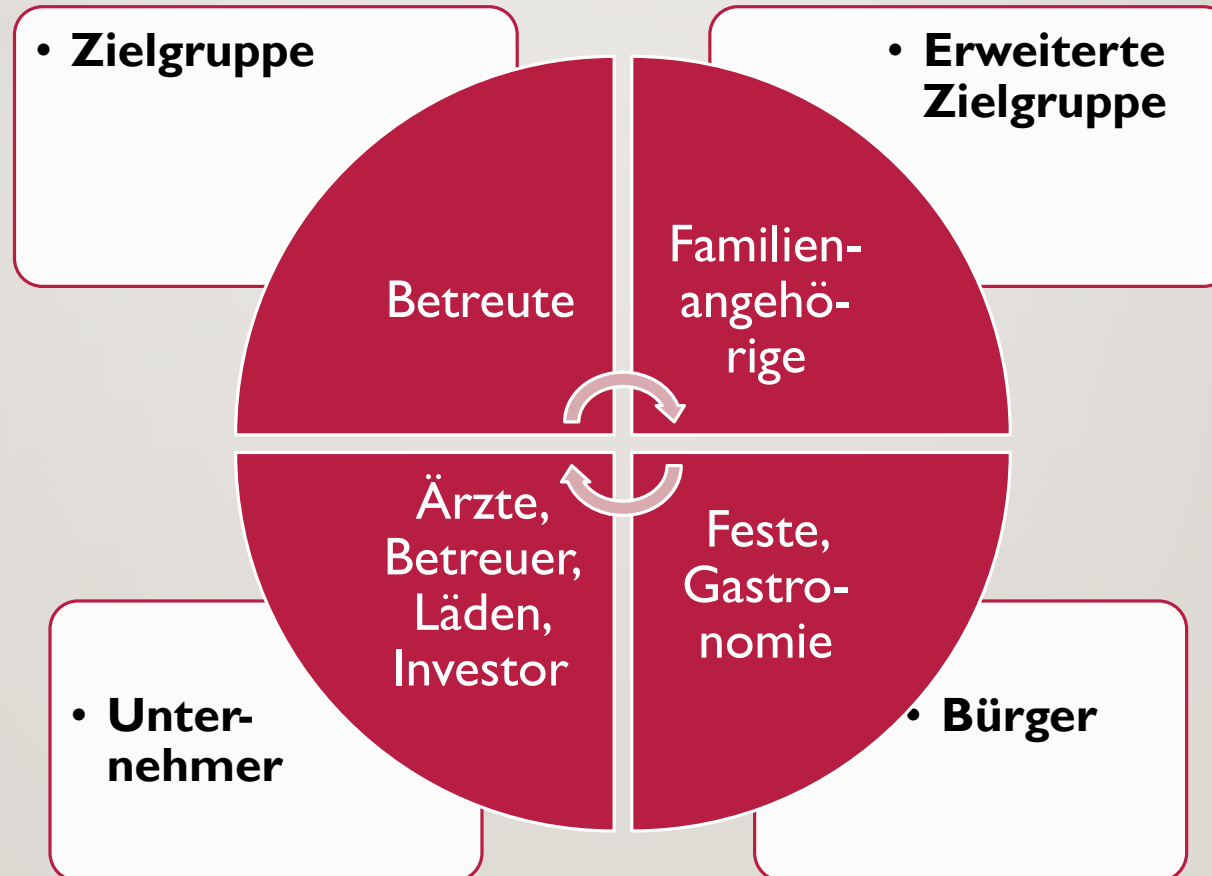 • Zielgruppe
• Erweiterte
Zielgruppe
Betreute
Familien-
angehö-
rige
Ärzte,
Betreuer,
Läden,
Investor
Feste,
Gastro-
nomie
• Unter-
nehmer
• Bürger